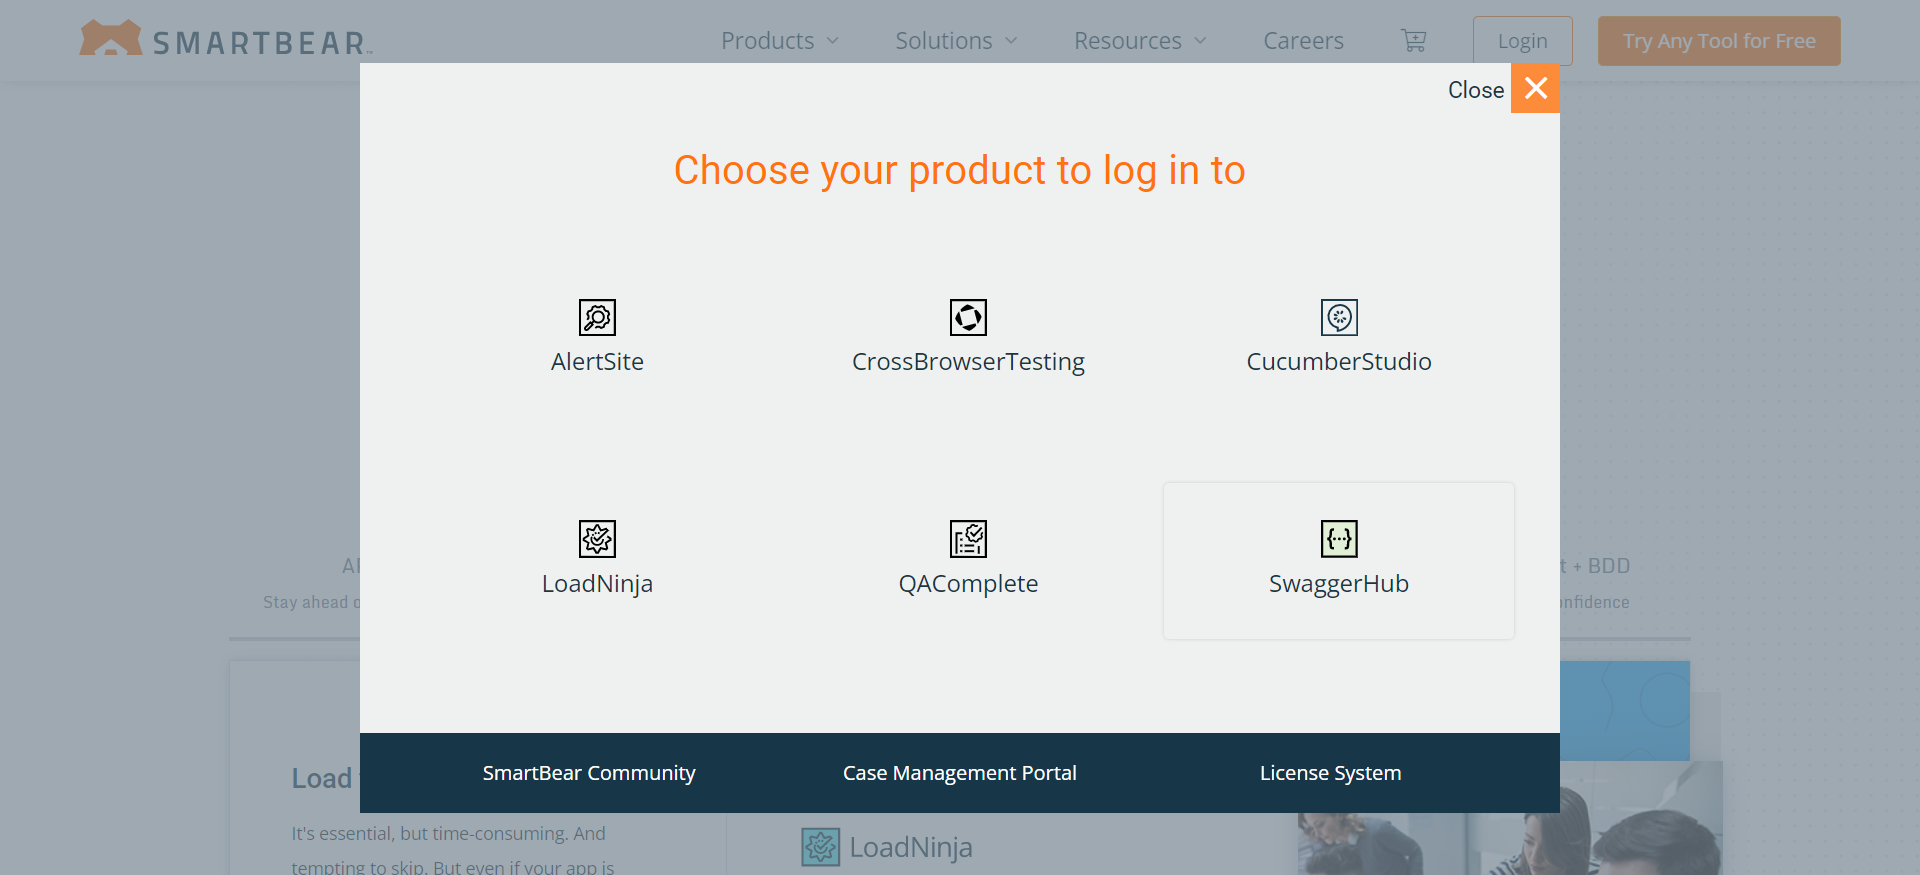 SMARTBEAR
Products
Solutions
Resources
Careers
Login
Try Any Tool for Free
Close
Choose your product to log in to
AlertSite
CrossBrowserTesting
CucumberStudio
LoadNinja
QAComplete
SwaggerHub
+ BDD
Stay ahead
SmartBear Community
Case Management Portal
License System
Load
It's essential, but time-consuming. And
tempting to skip. But even if your app is
LoadNinja